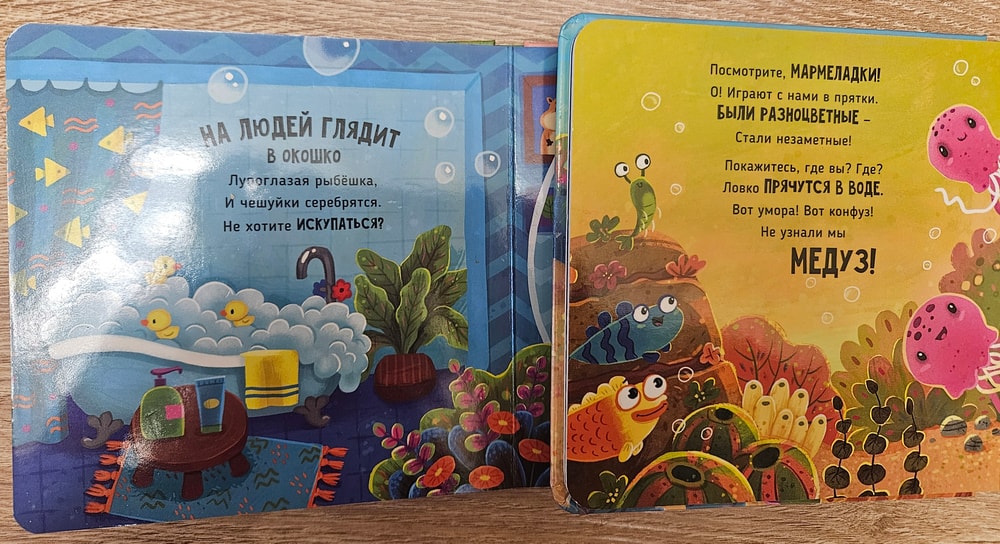 НА ЛЮДЕЙ ГЛЯДИТ
В ОКОШКО
Лупоглазая рыбёшка,
И чешуйки серебрятся.
Не хотите ИСКУПАТЬСЯ?
Посмотрите, МАРМЕЛАДКИ!
О! Играют с нами в прятки.
БЫЛИ РАЗНОЦВЕТНЫЕ –
Стали незаметные!
Покажитесь, где вы? Где?
Ловко ПРЯЧУТСЯ В ВОДЕ.
Вот умора! Вот конфуз!
Не узнали мы
МЕДУЗ!